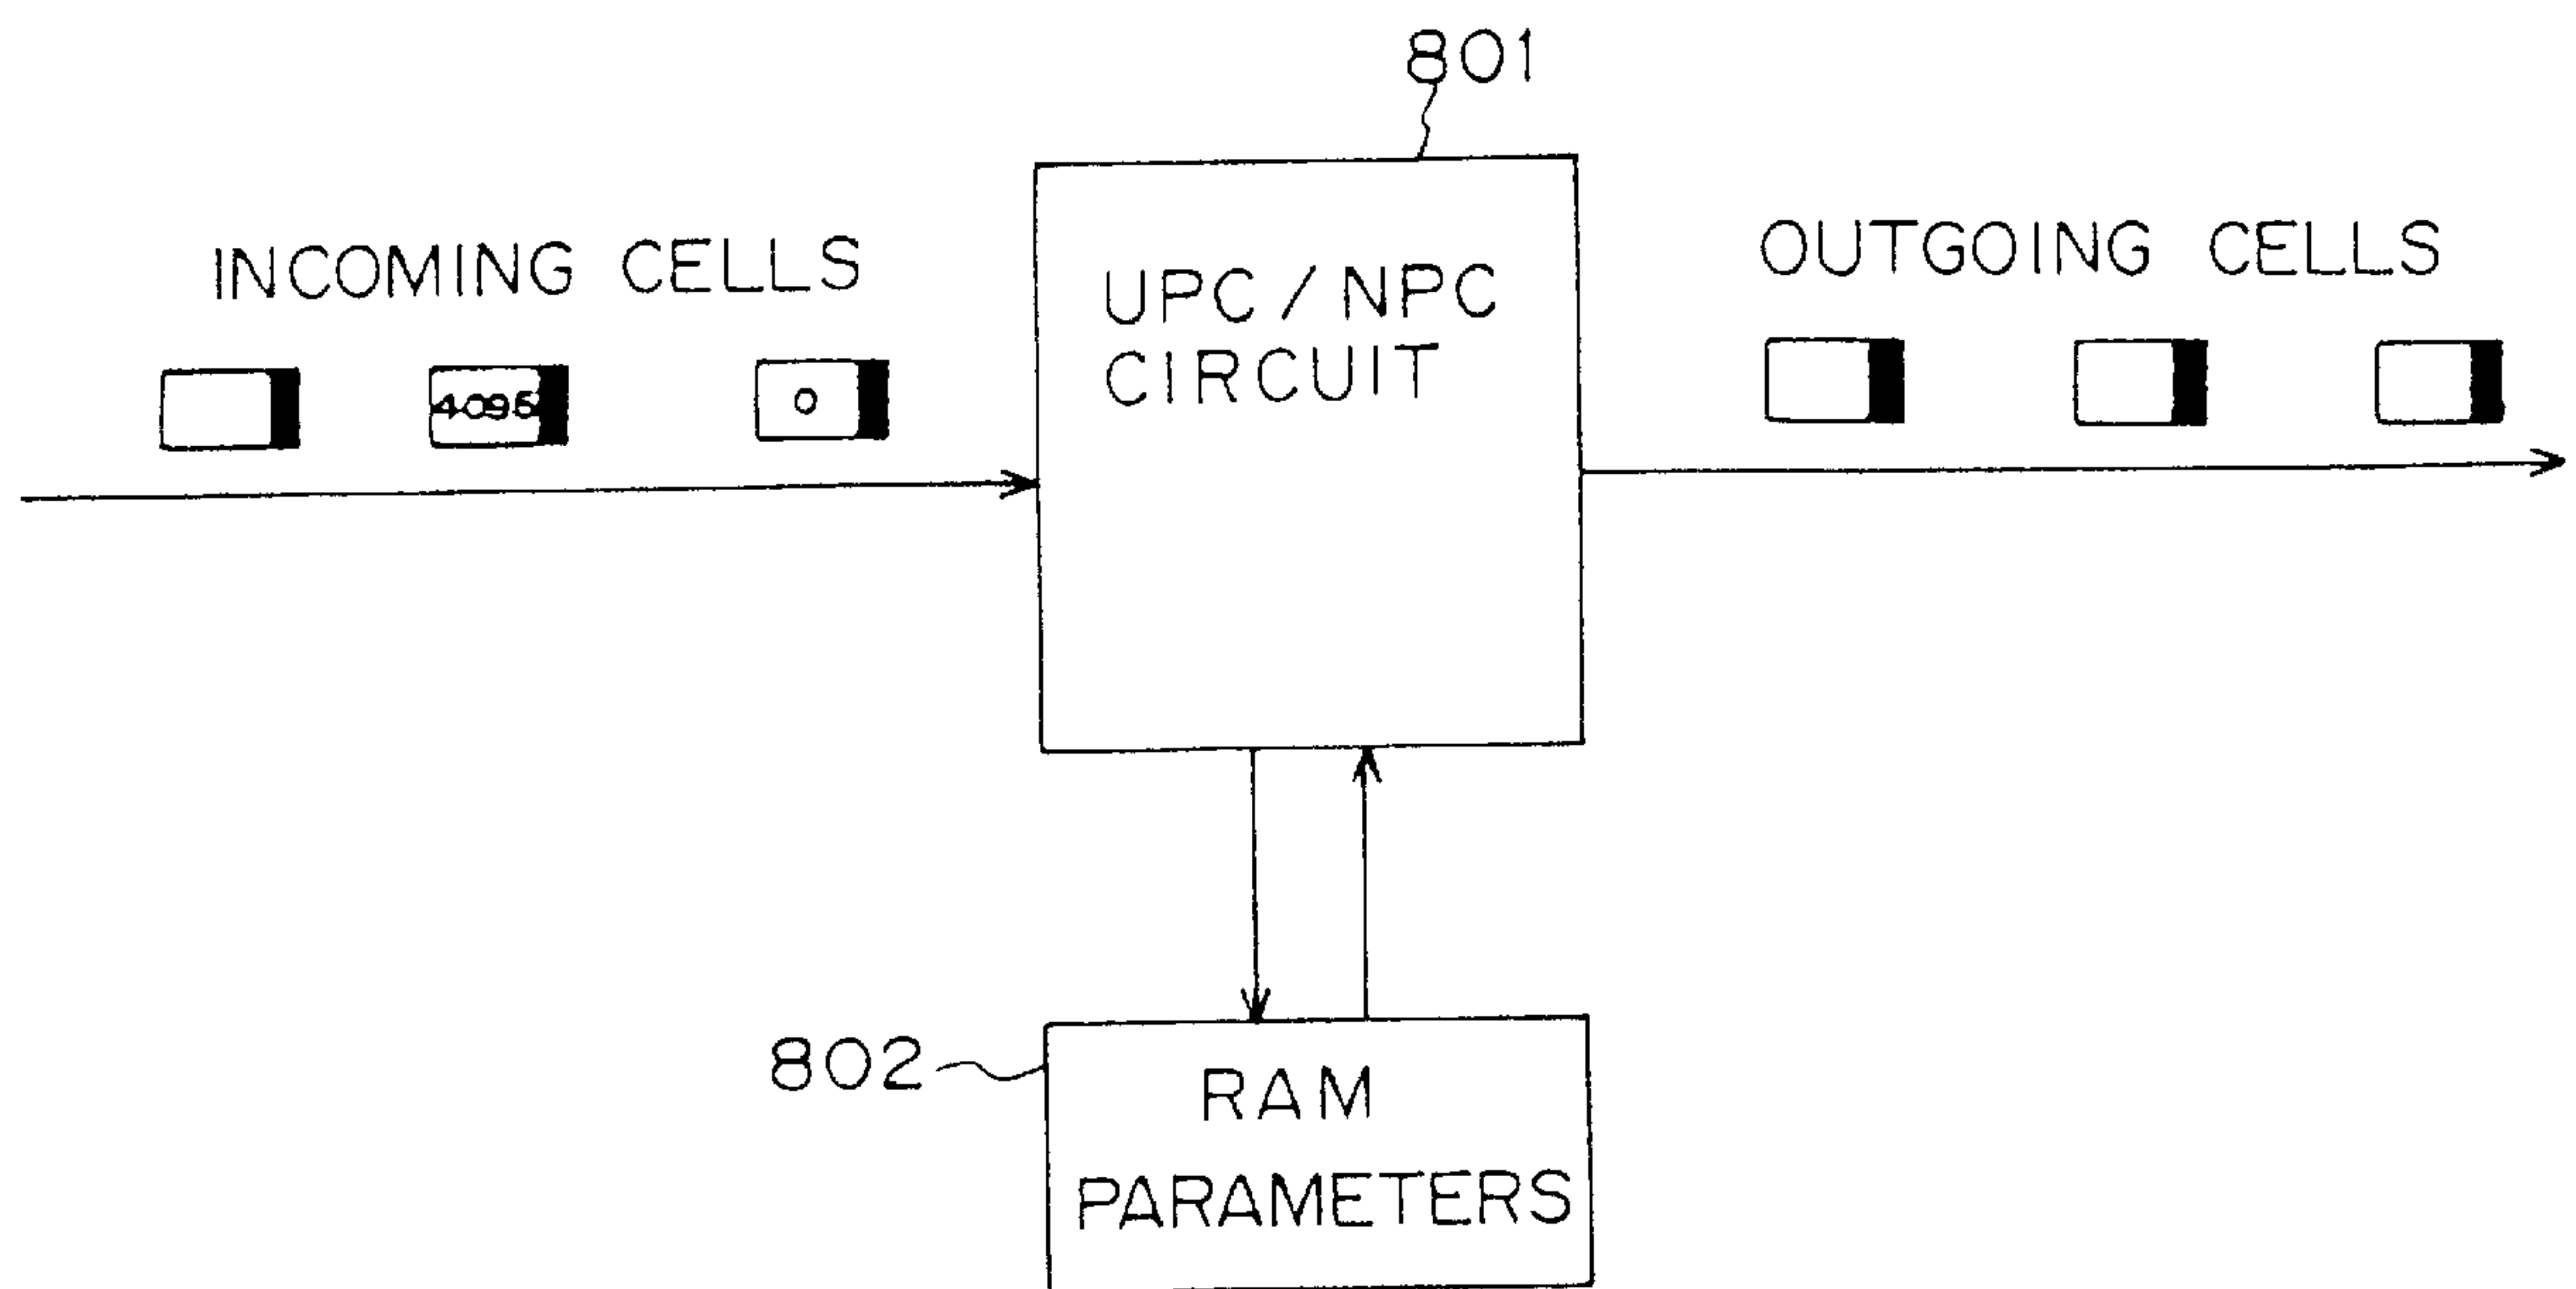 801
INCOMING CELLS
OUTGOING CELLS
4095
0
UPC/NPC
CIRCUIT
802
RAM
PARAMETERS